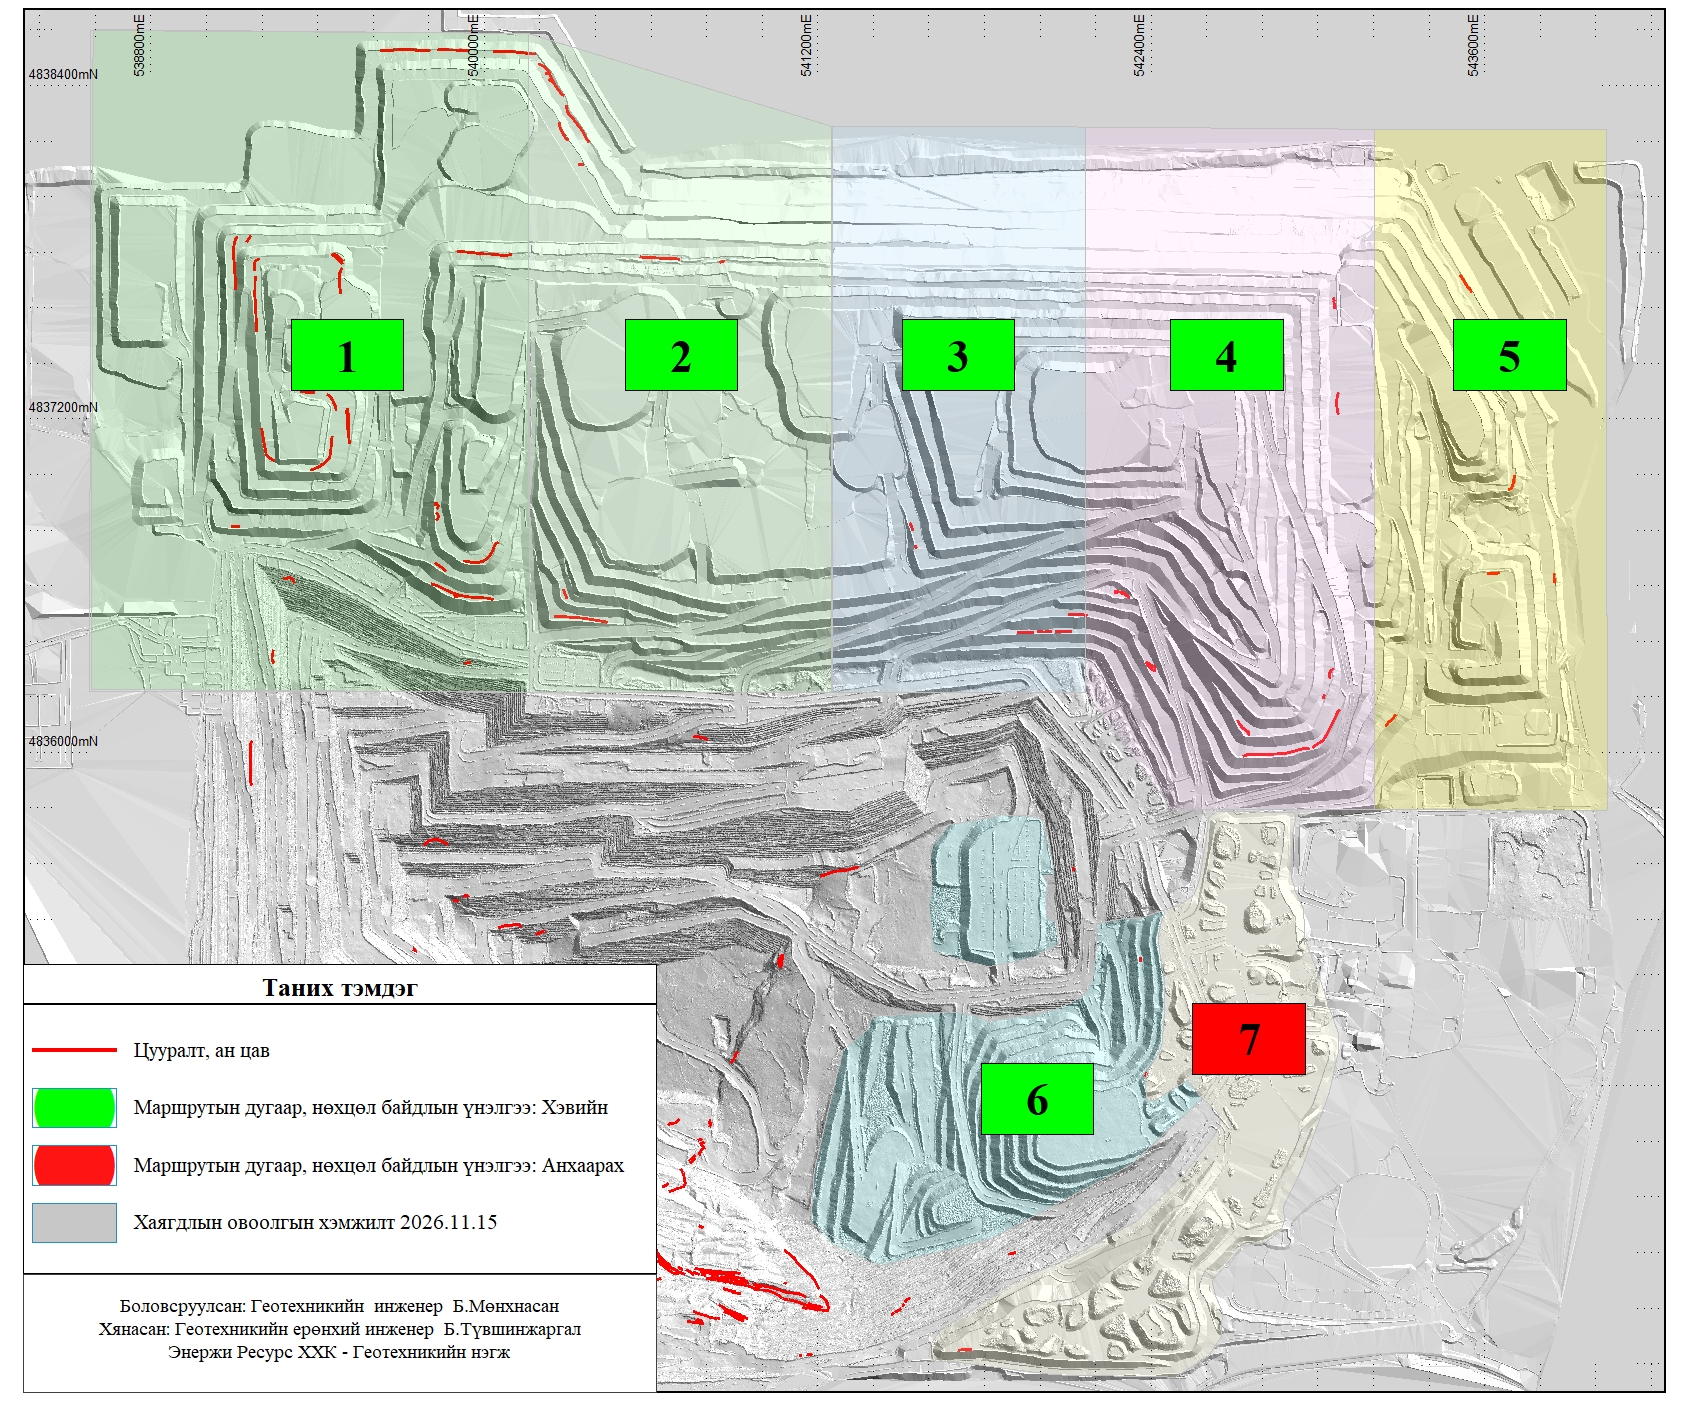 538800mE
540000mE
541200mE
542400mE
543600mE
4838400mN
1
2
3
4
5
4837200mN
4836000mN
Таних тэмдэг
Цууралт, ан цав
Маршрутын дугаар, нөхцөл байдлын үнэлгээ: Хэвийн
Маршрутын дугаар, нөхцөл байдлын үнэлгээ: Анхаарах
Хаягдлын овоолгын хэмжилт 2026.11.15
7
6
Боловсруулсан: Геотехникийн инженер Б.Мөнхнасан
Хянасан: Геотехникийн ерөнхий инженер Б.Түвшинжаргал
Энержи Ресурс ХХК - Геотехникийн нэгж